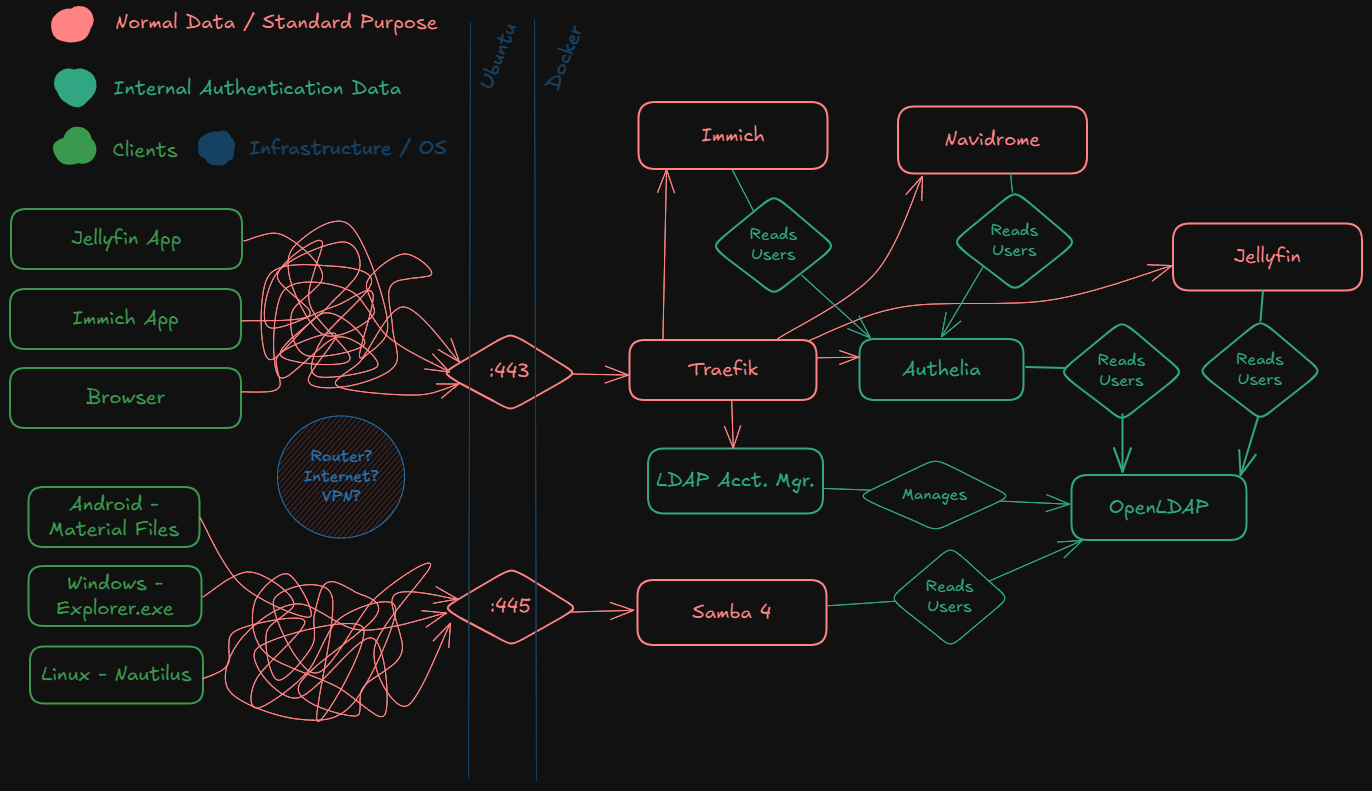 Normal Data / Standard Purpose
Internal Authentication Data
Clients
Infrastructure / OS
Ubuntu
Docker
Immich
Navidrome
Reads
Users
Reads
Users
Jellyfin App
Jellyfin
Immich App
:443
Traefik
Authelia
Reads
Users
Reads
Users
Browser
Router?
Internet?
VPN?
LDAP Acct. Mgr.
Manages
OpenLDAP
Android -
Material Files
Windows -
Explorer.exe
:445
Samba 4
Reads
Users
Linux - Nautilus